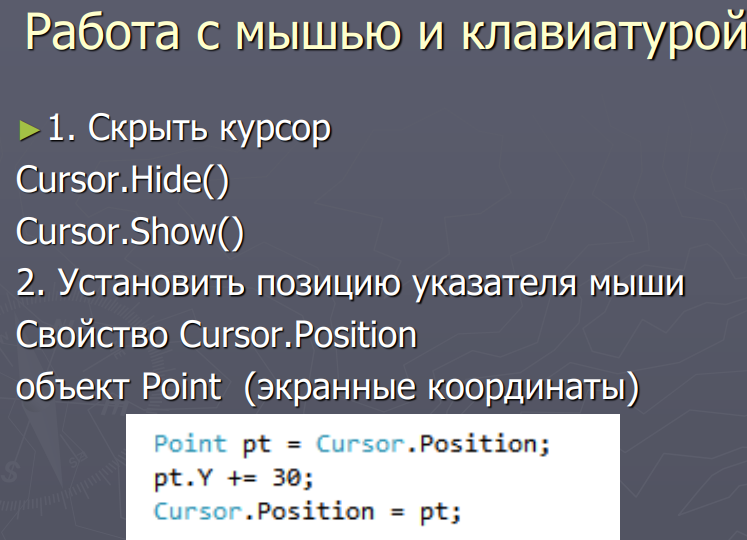 Работа с мышью и клавиатурой
►1. Скрыть курсор
Cursor.Hide()
Cursor.Show()
2. Установить позицию указателя мыши
Свойство Cursor.Position
объект Point (экранные координаты)
Point pt = Cursor.Position;
pt.Y += 30;
Cursor.Position = pt;